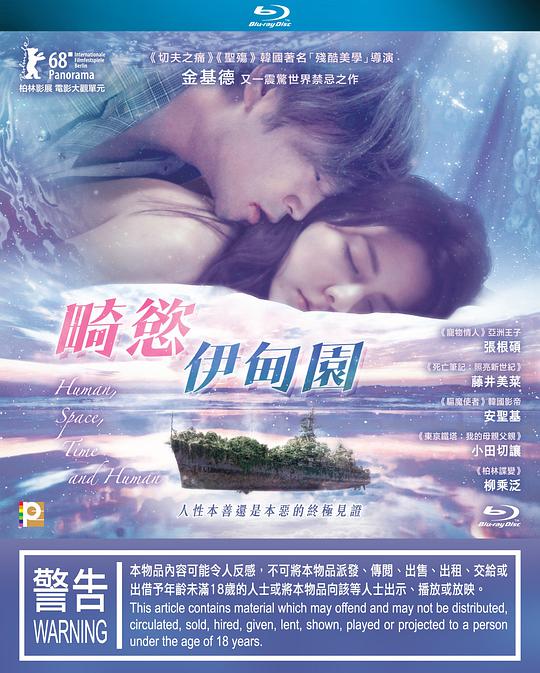 Blu-ray Disc
68
Internationale
Filmfestspiele
Berlin
Panorama
柏林影展 電影大觀單元
《切夫之痛》《聖殤》韓國著名「殘酷美學」導演
金基德 又一震驚世界禁忌之作
畸慾
伊甸園
Human,
Space,
Time
and Human
《寵物情人》亞洲王子
張根碩
《死亡筆記：照亮新世紀》
藤井美菜
《驅魔使者》韓國影帝
安聖基
《東京鐵塔：我的母親父親》
小田切讓
《柏林諜變》
柳乘泛
人性本善還是本惡的終極見證
Blu-ray Disc
警告
WARNING
本物品內容可能令人反感，不可將本物品派發、傳閱、出售、出租、交給或
出借予年齡未滿18歲的人士或將本物品向該等人士出示、播放或放映。
This article contains material which may offend and may not be distributed,
circulated, sold, hired, given, lent, shown, played or projected to a person
under the age of 18 years.